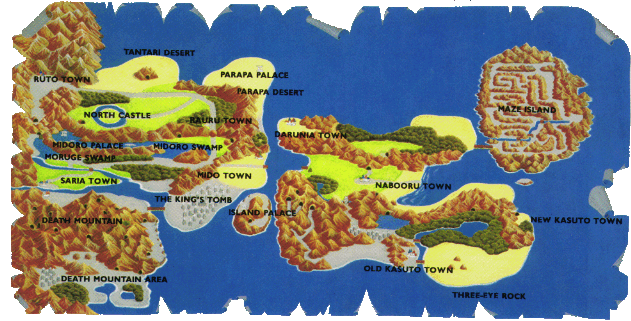 TANTARI DESERT
RUTO TOWN
PARAPA PALACE
PARAPA DESERT
NORTH CASTLE
RAURU TOWN
MAZE ISLAND
DARUNIA TOWN
MIDORO PALACE
MIDORO SWAMP
MORUGE SWAMP
SARIA TOWN
MIDO TOWN
NABOORU TOWN
THE KING'S TOMB
ISLAND PALACE
DEATH MOUNTAIN
NEW KASUTO TOWN
OLD KASUTO TOWN
DEATH MOUNTAIN AREA
THREE-EYE ROCK